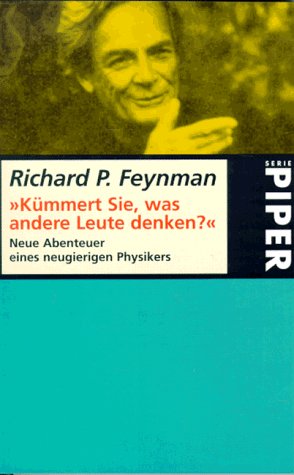 Richard P. Feynman
»Kümmert Sie, was
andere Leute denken?«
Neue Abenteuer
eines neugierigen Physikers
SERIE
PIPER